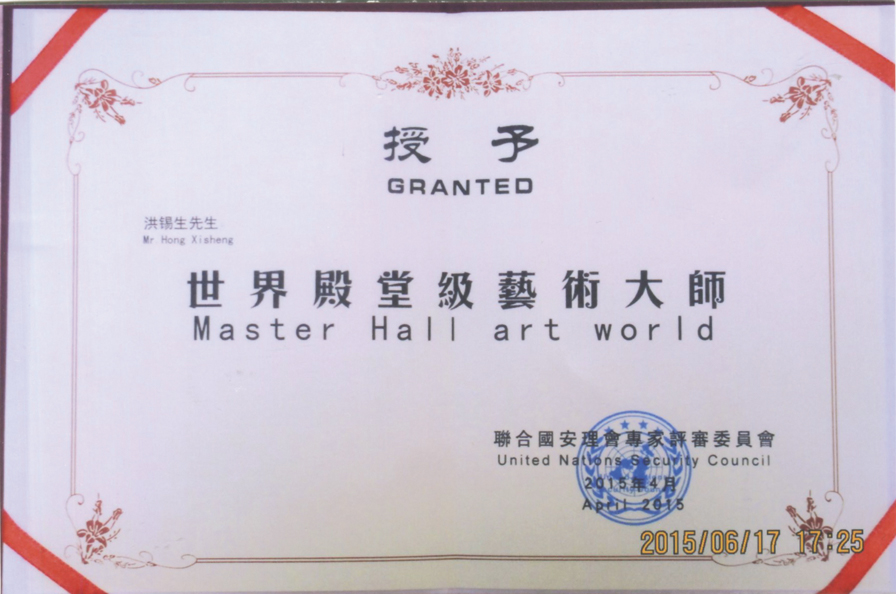 授予
GRANTED
洪锡生先生
Mr Hong Xisheng
世界殿堂級藝術大師
Master Hall art world
聯合國安理會專家評審委員會
United Nations Security Council
2015年4月
April 2015
2015/06/17 17:25